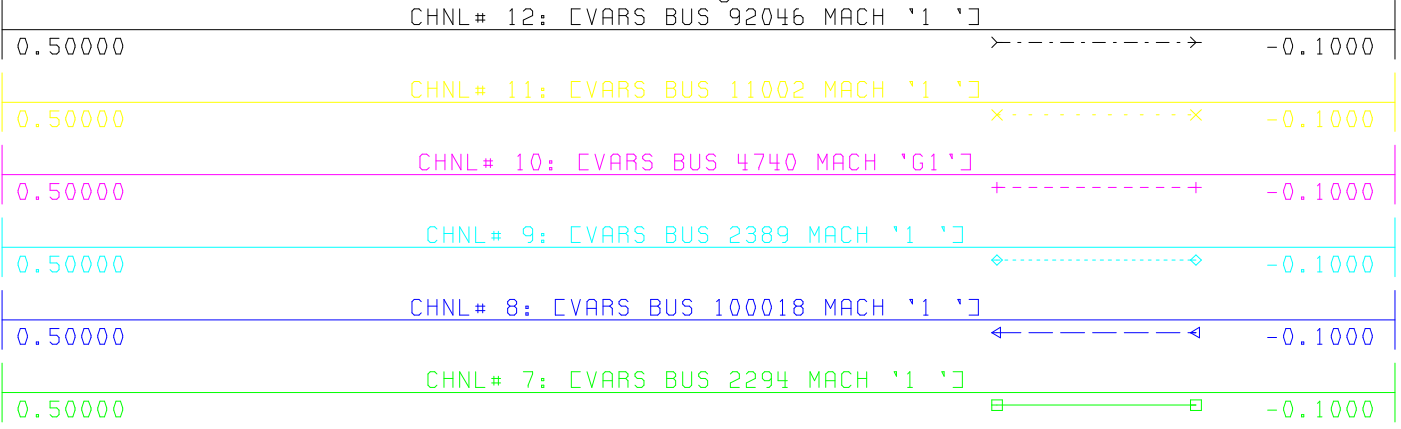 CHNL# 12: [VARS BUS 92046 MACH '1 ']
0.50000 -0.1000
CHNL# 11: [VARS BUS 11002 MACH '1 ']
0.50000 -0.1000
CHNL# 10: [VARS BUS 4740 MACH 'G1']
0.50000 -0.1000
CHNL# 9: [VARS BUS 2389 MACH '1 ']
0.50000 -0.1000
CHNL# 8: [VARS BUS 100018 MACH '1 ']
0.50000 -0.1000
CHNL# 7: [VARS BUS 2294 MACH '1 ']
0.50000 -0.1000